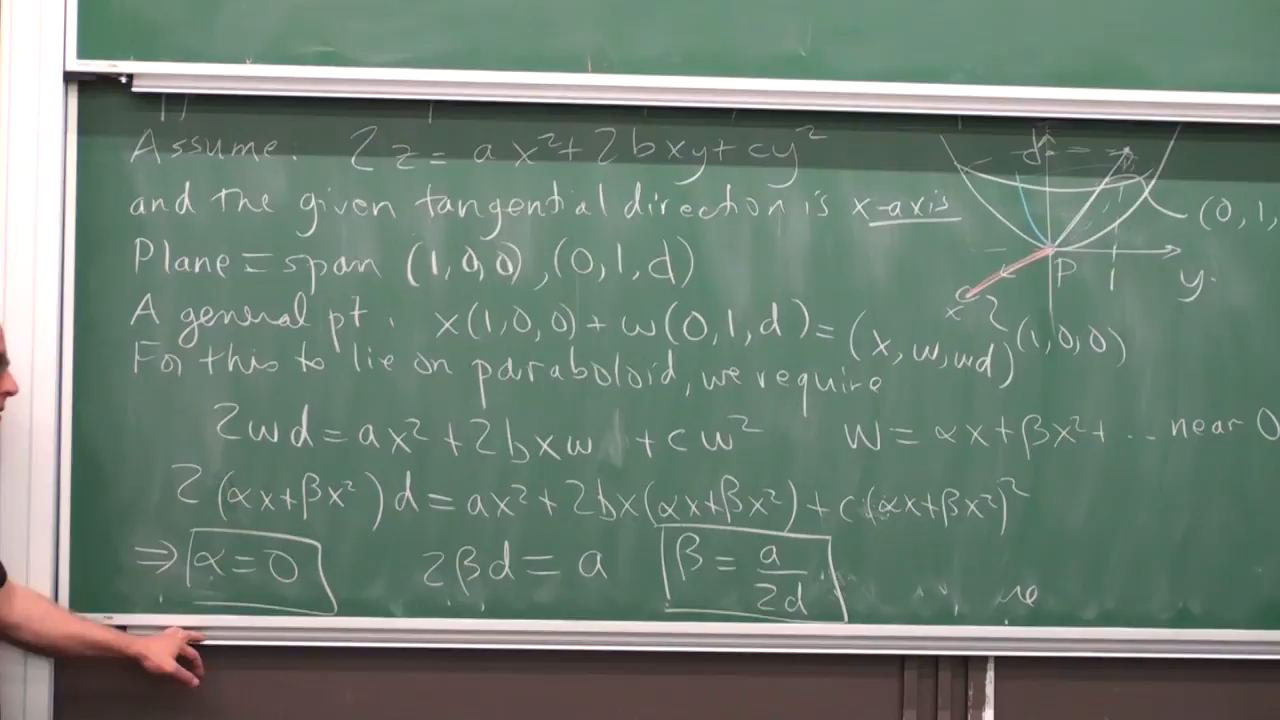 Assume. 2z = ax² + 2bxy + cy²
and the given tangential direction is x-axis
Plane = span (1,0,0), (0,1,d)
A general pt. x(1,0,0) + w(0,1,d) = (x, w, wd)
For this to lie on paraboloid, we require
2wd = ax² + 2bxw + cw² w = αx + βx² + ... near 0
2(αx+βx²)d = ax² + 2bx(αx+βx²) + c(αx+βx²)²
⇒ α = 0 2βd = a β = a/2d
d
(0,1,
P
1
y.
x
(1,0,0)